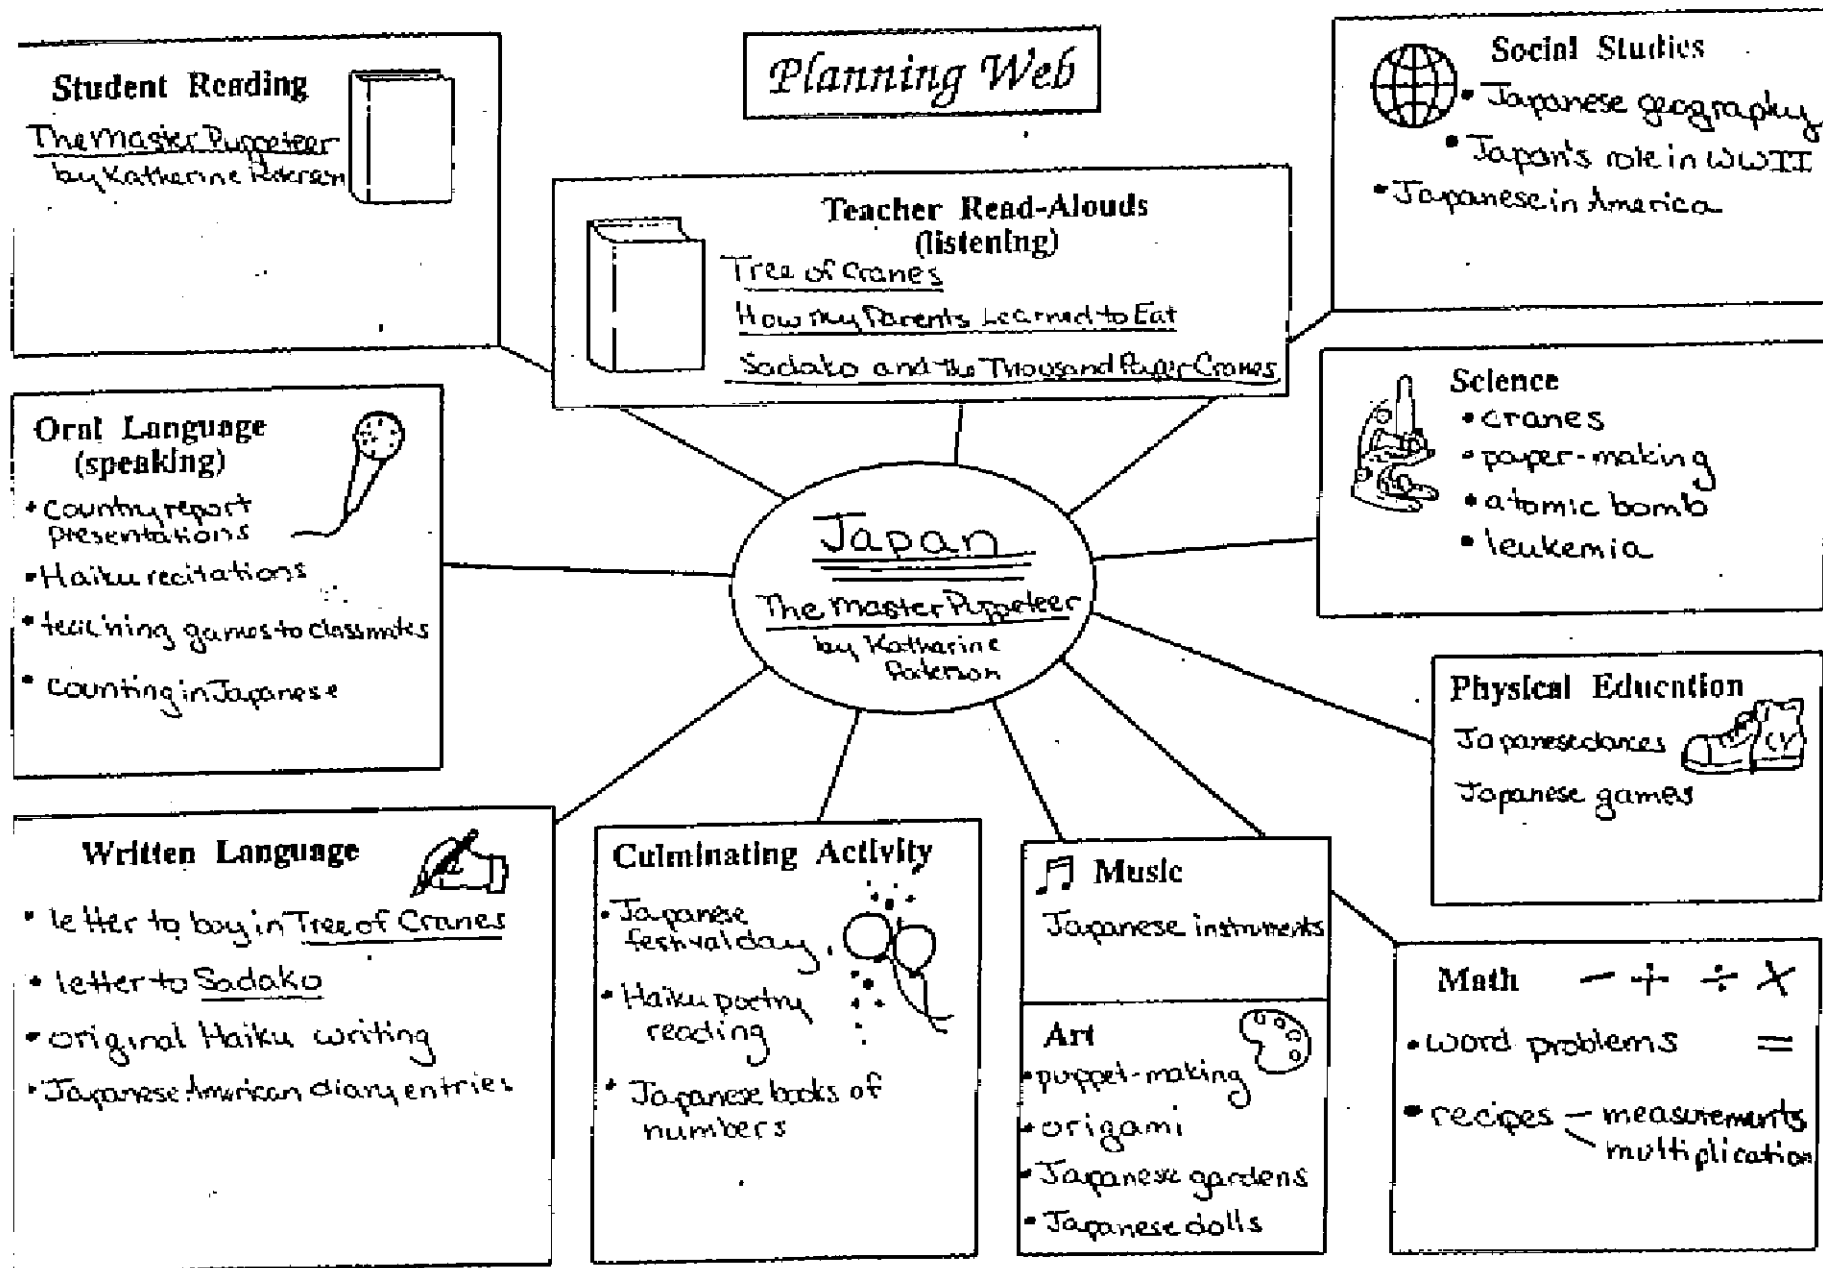 Planning Web
Student Reading
The Master Puppeteer
by Katherine Paterson
Teacher Read-Alouds
(listening)
Tree of Cranes
How My Parents Learned to Eat
Sadako and the Thousand Paper Cranes
Social Studies
• Japanese geography
• Japan's role in WWII
• Japanese in America
Oral Language
(speaking)
• Country report
presentations
• Haiku recitations
• teaching games to classmates
• counting in Japanese
Japan
The Master Puppeteer
by Katharine
Paterson
Science
• cranes
• paper-making
• atomic bomb
• leukemia
Physical Education
Japanese dances
Japanese games
Written Language
• letter to boy in Tree of Cranes
• letter to Sadako
• original Haiku writing
• Japanese American diary entries
Culminating Activity
• Japanese
festival day
• Haiku poetry
reading
• Japanese books of
numbers
Music
Japanese instruments
Art
• puppet-making
• origami
• Japanese gardens
• Japanese dolls
Math − + ÷ ×
=
• word problems
• recipes — measurements
multiplication